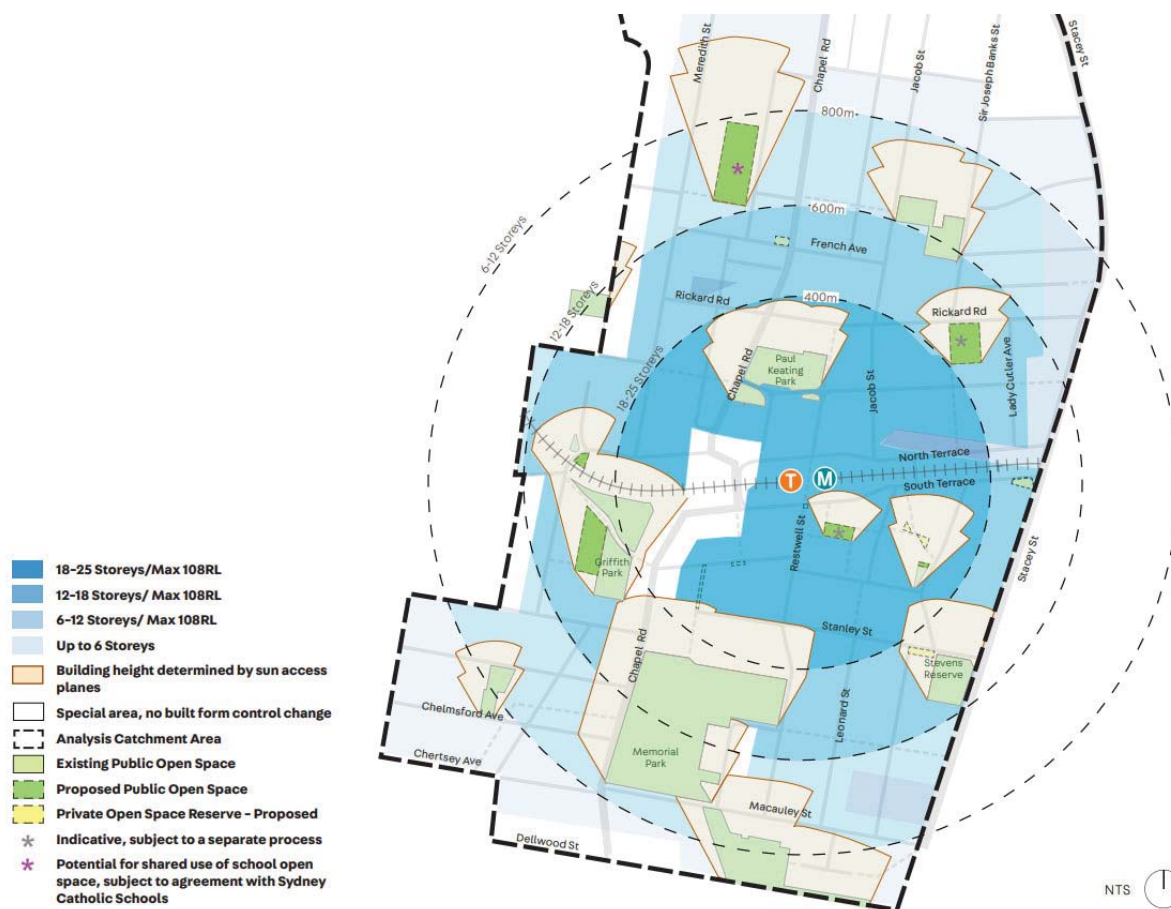 Meredith St
Chapel Rd
Jacob St
Sir Joseph Banks St
Stacey St
800m
6-12 Storeys
600m
French Ave
12-18 Storeys
Rickard Rd
400m
Rickard Rd
18-25 Storeys
Chapel Rd
Paul
Keating
Park
Jacob St
Lady Cutler Ave
North Terrace
T
M
South Terrace
Restwell St
Stacey St
Griffith
Park
Stanley St
Chapel Rd
Stevens
Reserve
Leonard St
Chelmsford Ave
Chertsey Ave
Memorial
Park
Macauley St
Dellwood St
18-25 Storeys/Max 108RL
12-18 Storeys/ Max 108RL
6-12 Storeys/ Max 108RL
Up to 6 Storeys
Building height determined by sun access
planes
Special area, no built form control change
Analysis Catchment Area
Existing Public Open Space
Proposed Public Open Space
Private Open Space Reserve - Proposed
Indicative, subject to a separate process
Potential for shared use of school open
space, subject to agreement with Sydney
Catholic Schools
NTS